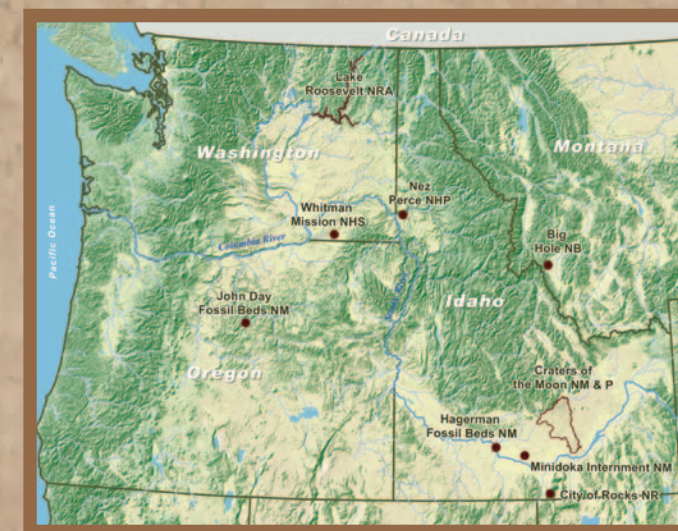 Canada
Lake
Roosevelt NRA
Washington
Montana
Nez
Perce NHP
Whitman
Mission NHS
Pacific Ocean
Columbia River
Big
Hole NB
Snake River
John Day
Fossil Beds NM
Idaho
Oregon
Craters of
the Moon NM & P
Hagerman
Fossil Beds NM
Minidoka Internment NM
City of Rocks NR